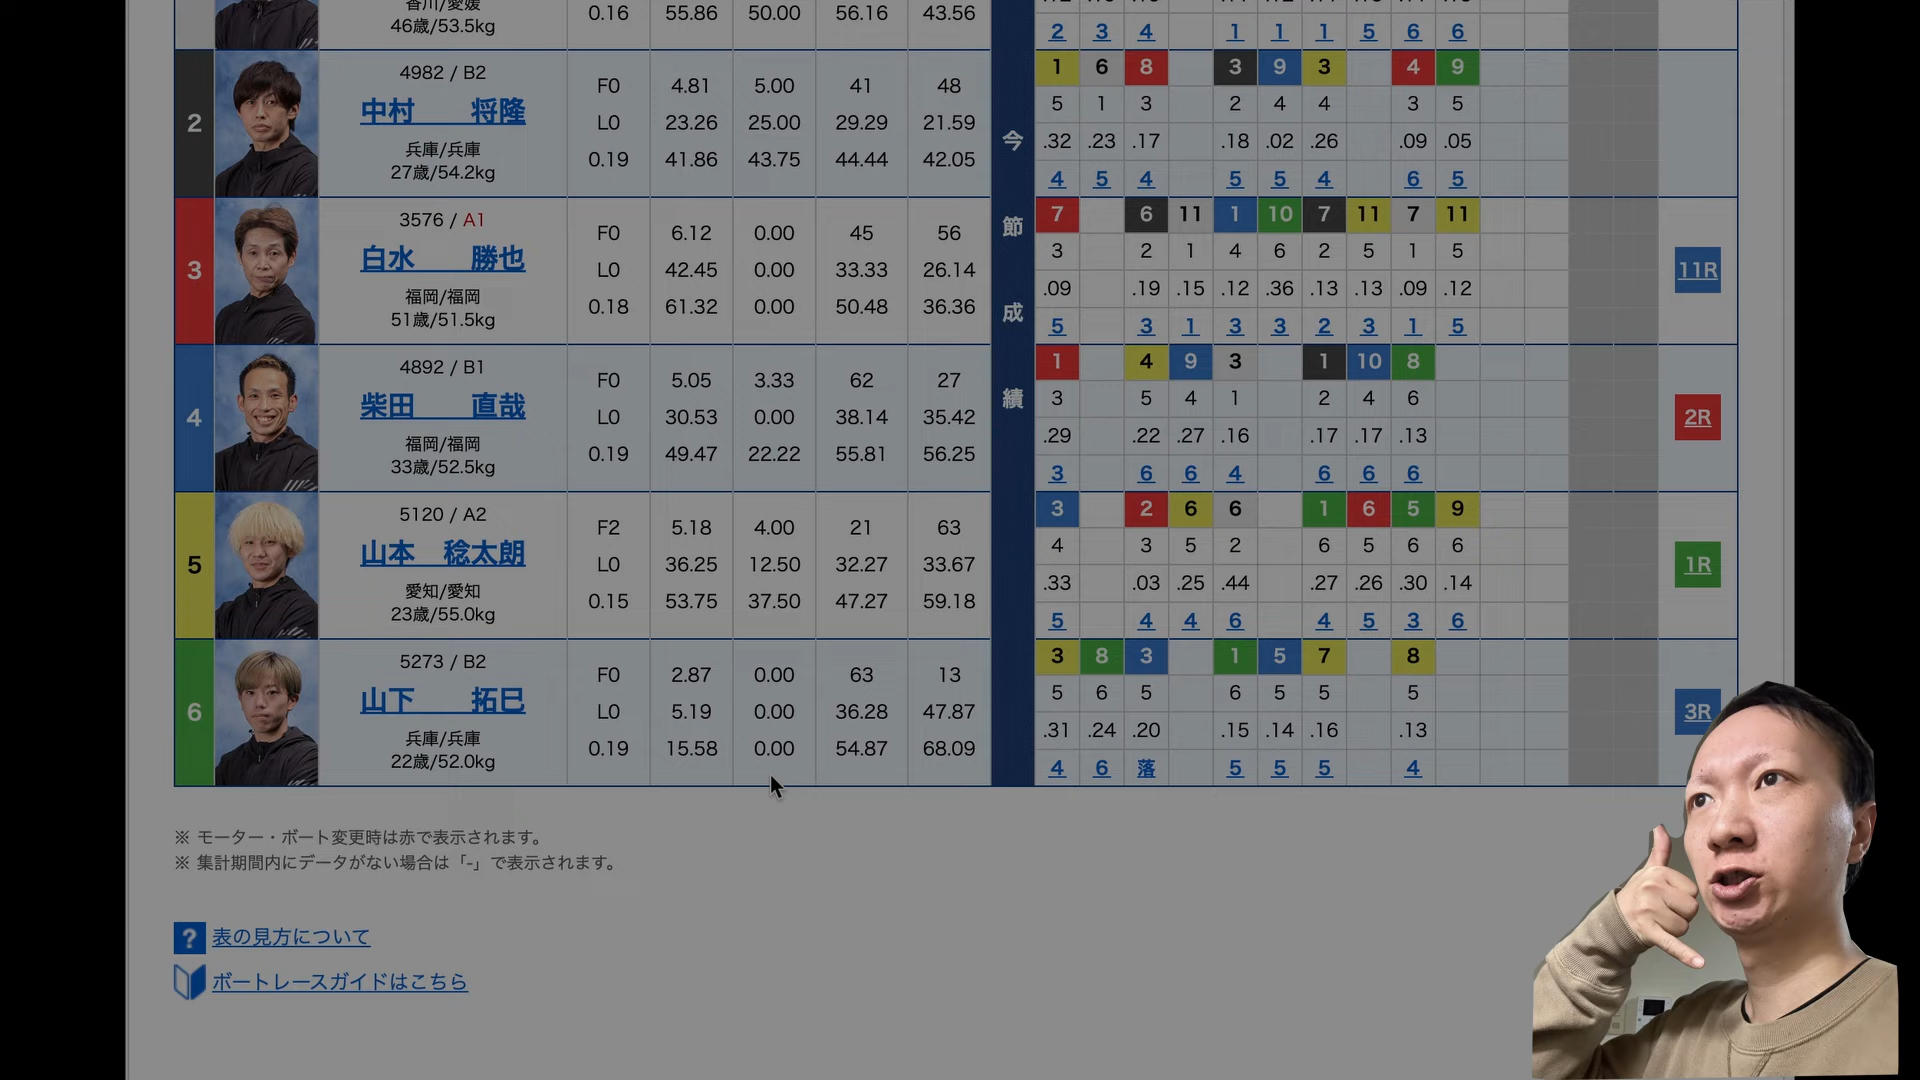 香川/愛媛
46歳/53.5kg
0.16 55.86 50.00 56.16 43.56
2 3 4 1 1 1 5 6 6
2
4982 / B2
中村 将隆
兵庫/兵庫
27歳/54.2kg
F0 4.81 5.00 41 48
L0 23.26 25.00 29.29 21.59
0.19 41.86 43.75 44.44 42.05
今節成績
1 6 8 3 9 3 4 9
5 1 3 2 4 4 3 5
.32 .23 .17 .18 .02 .26 .09 .05
4 5 4 5 5 4 6 5
3
3576 / A1
白水 勝也
福岡/福岡
51歳/51.5kg
F0 6.12 0.00 45 56
L0 42.45 0.00 33.33 26.14
0.18 61.32 0.00 50.48 36.36
7 6 11 1 10 7 11 7 11
3 2 1 4 6 2 5 1 5
.09 .19 .15 .12 .36 .13 .13 .09 .12
5 3 1 3 3 2 3 1 5
11R
4
4892 / B1
柴田 直哉
福岡/福岡
33歳/52.5kg
F0 5.05 3.33 62 27
L0 30.53 0.00 38.14 35.42
0.19 49.47 22.22 55.81 56.25
1 4 9 3 1 10 8
3 5 4 1 2 4 6
.29 .22 .27 .16 .17 .17 .13
3 6 6 4 6 6 6
2R
5
5120 / A2
山本 稔太朗
愛知/愛知
23歳/55.0kg
F2 5.18 4.00 21 63
L0 36.25 12.50 32.27 33.67
0.15 53.75 37.50 47.27 59.18
3 2 6 6 1 6 5 9
4 3 5 2 6 5 6 6
.33 .03 .25 .44 .27 .26 .30 .14
5 4 4 6 4 5 3 6
1R
6
5273 / B2
山下 拓巳
兵庫/兵庫
22歳/52.0kg
F0 2.87 0.00 63 13
L0 5.19 0.00 36.28 47.87
0.19 15.58 0.00 54.87 68.09
3 8 3 1 5 7 8
5 6 5 6 5 5 5
.31 .24 .20 .15 .14 .16 .13
4 6 落 5 5 5 4
3R
※ モーター・ボート変更時は赤で表示されます。
※ 集計期間内にデータがない場合は「-」で表示されます。
? 表の見方について
ボートレースガイドはこちら